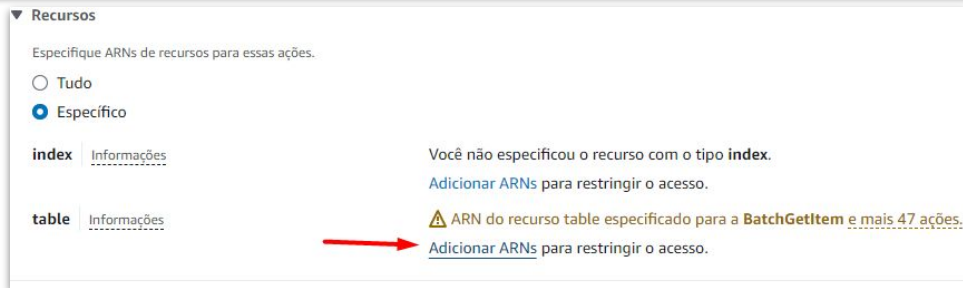 Recursos
Especifique ARNs de recursos para essas ações.
Tudo
Específico
index Informações Você não especificou o recurso com o tipo index.
Adicionar ARNs para restringir o acesso.
table Informações ARN do recurso table especificado para a BatchGetItem e mais 47 ações.
Adicionar ARNs para restringir o acesso.